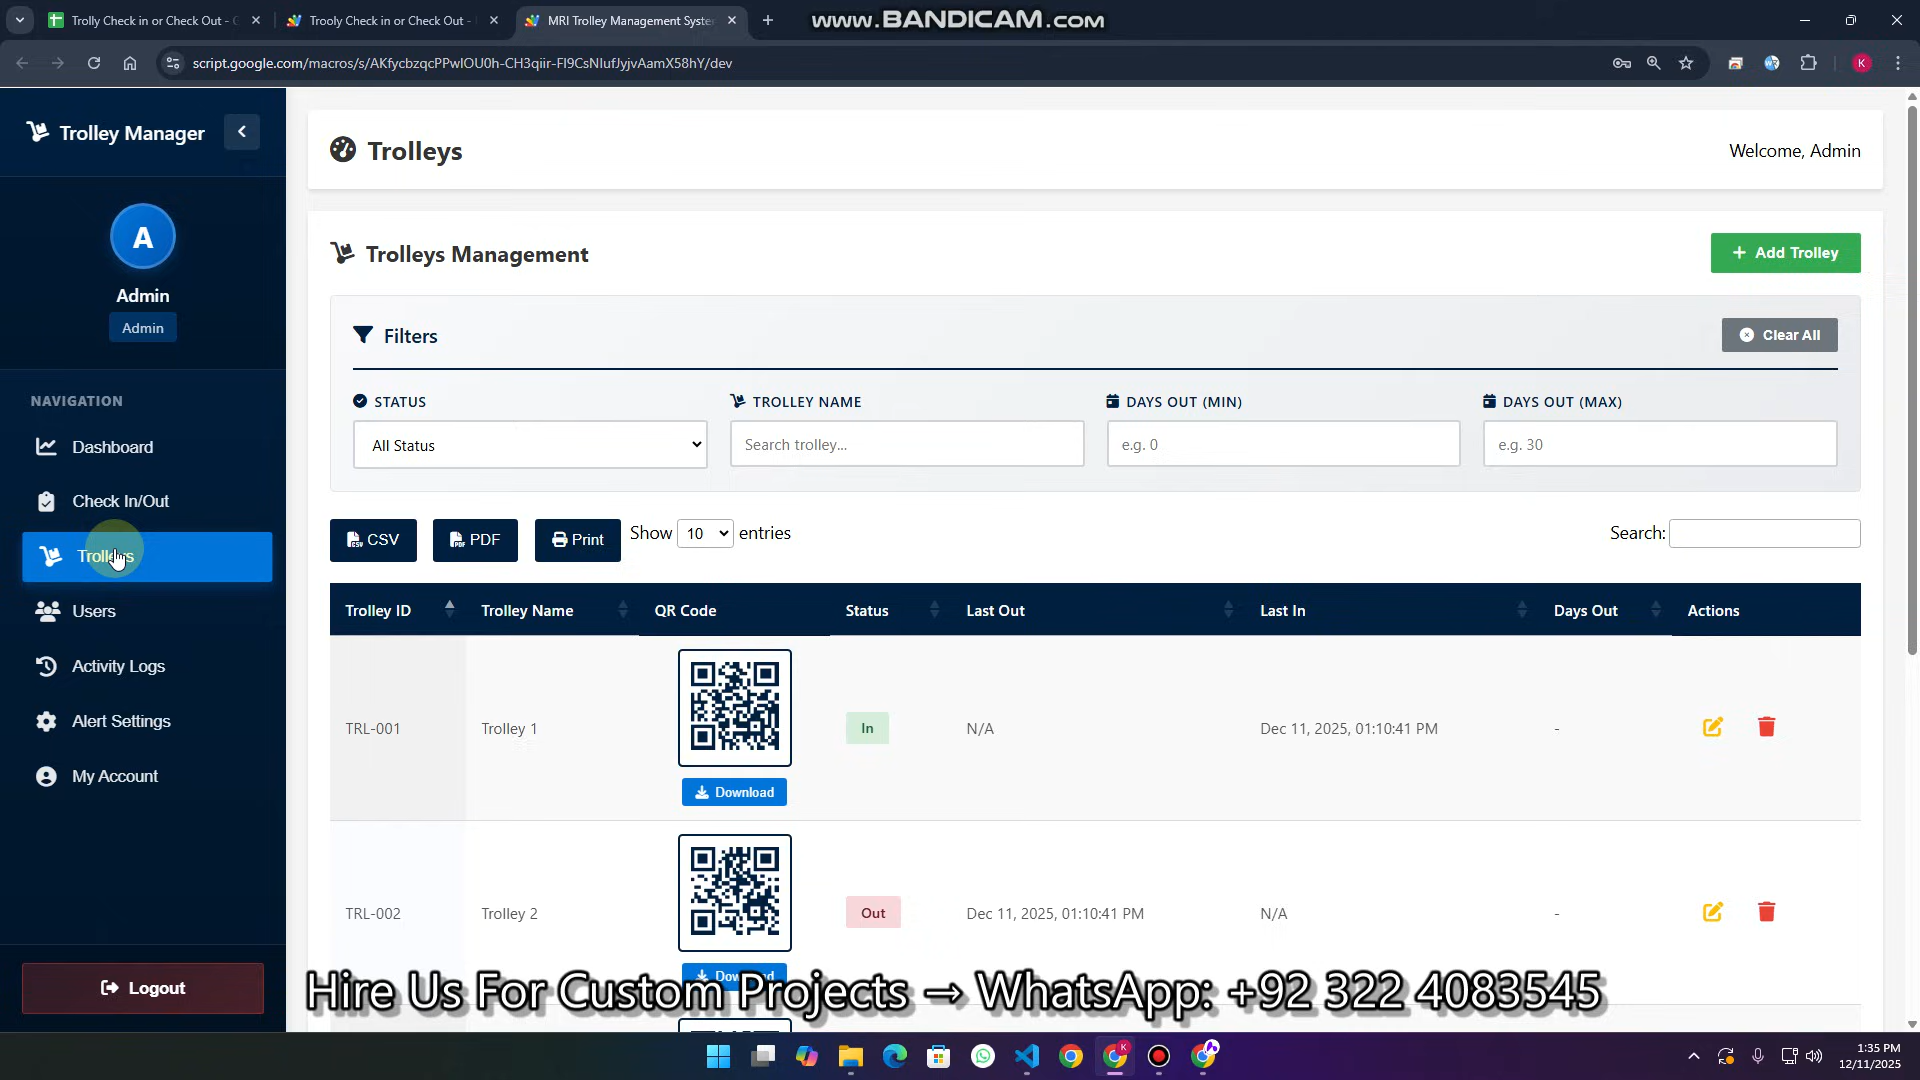 Trolly Check in or Check Out - G
Trooly Check in or Check Out -
MRI Trolley Management Syste
www.BANDICAM.com
script.google.com/macros/s/AKfycbzqcPPwIOU0h-CH3qiir-FI9CsNIufJyjvAamX58hY/dev
K
Trolley Manager
A
Admin
Admin
NAVIGATION
Dashboard
Check In/Out
Trolleys
Users
Activity Logs
Alert Settings
My Account
Logout
Trolleys
Welcome, Admin
Trolleys Management
Add Trolley
Filters
Clear All
STATUS
TROLLEY NAME
DAYS OUT (MIN)
DAYS OUT (MAX)
All Status
Search trolley...
e.g. 0
e.g. 30
CSV
PDF
Print
Show 10 entries
Search:
Trolley ID
Trolley Name
QR Code
Status
Last Out
Last In
Days Out
Actions
TRL-001
Trolley 1
In
N/A
Dec 11, 2025, 01:10:41 PM
-
Download
TRL-002
Trolley 2
Out
Dec 11, 2025, 01:10:41 PM
N/A
-
Download
Hire Us For Custom Projects → WhatsApp: +92 322 4083545
K
1:35 PM
12/11/2025